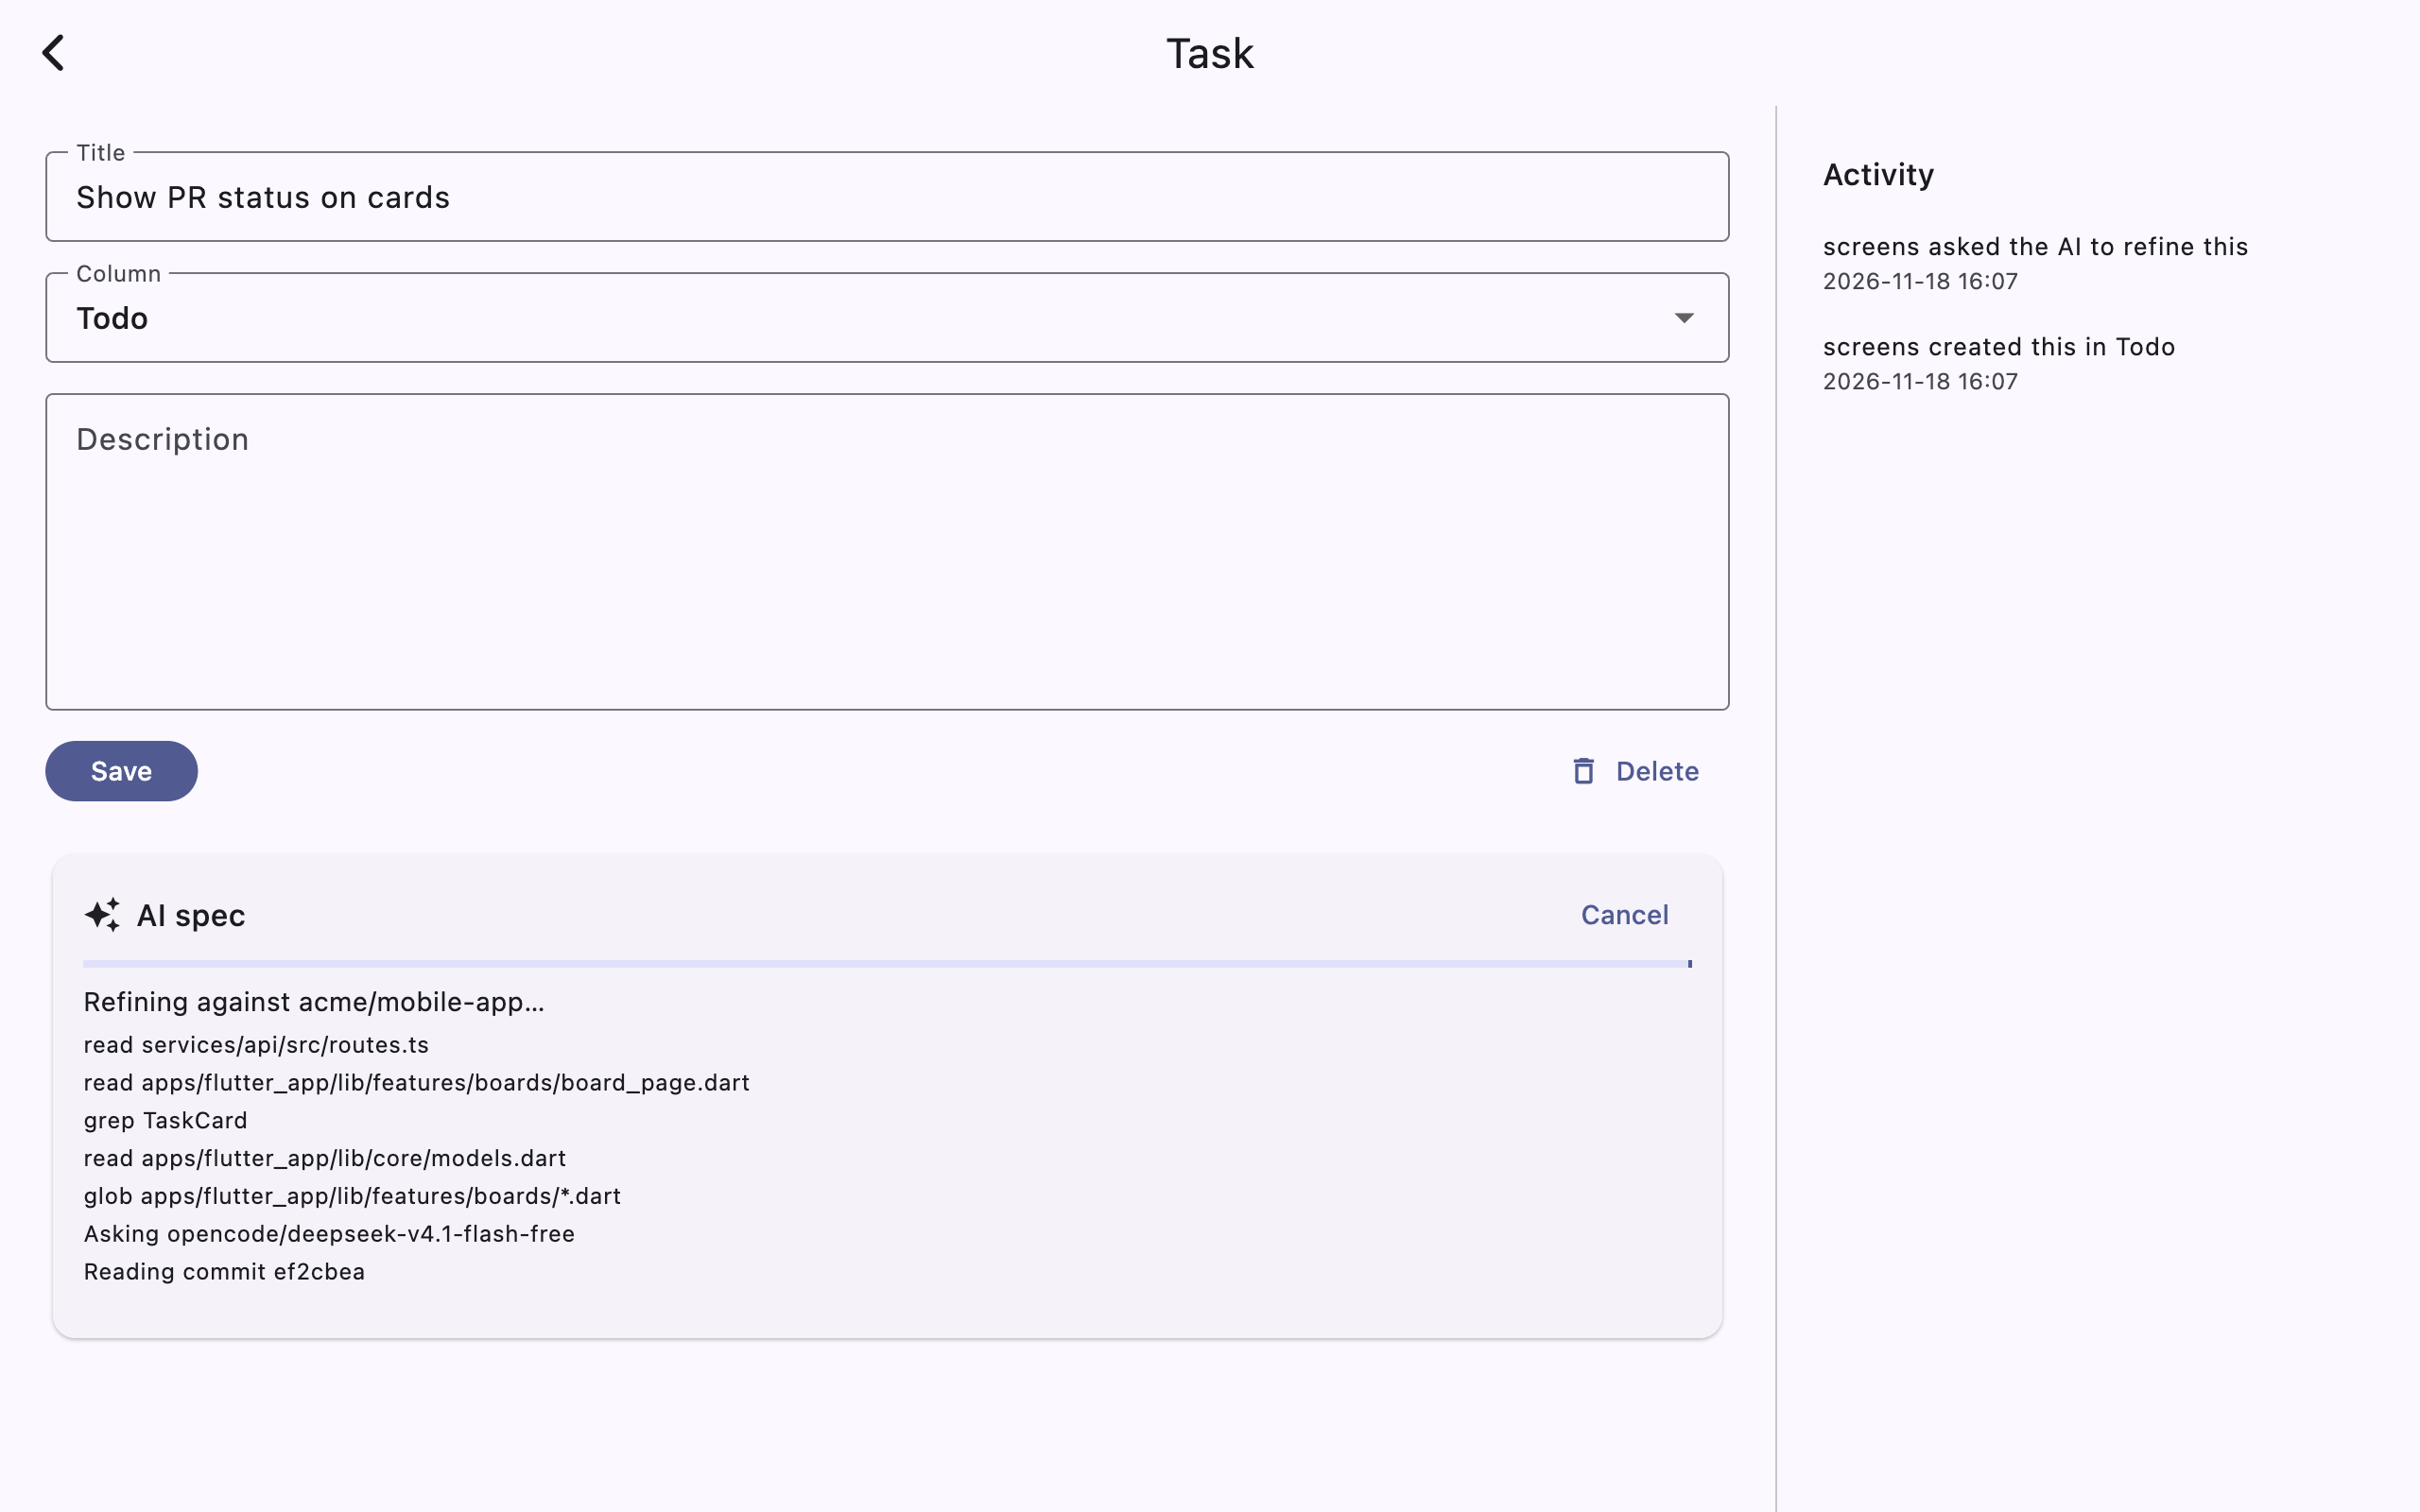 Task
Title
Show PR status on cards
Column
Todo
Description
Save
Delete
AI spec
Cancel
Refining against acme/mobile-app...
read services/api/src/routes.ts
read apps/flutter_app/lib/features/boards/board_page.dart
grep TaskCard
read apps/flutter_app/lib/core/models.dart
glob apps/flutter_app/lib/features/boards/*.dart
Asking opencode/deepseek-v4.1-flash-free
Reading commit ef2cbea
Activity
screens asked the AI to refine this
2026-11-18 16:07
screens created this in Todo
2026-11-18 16:07